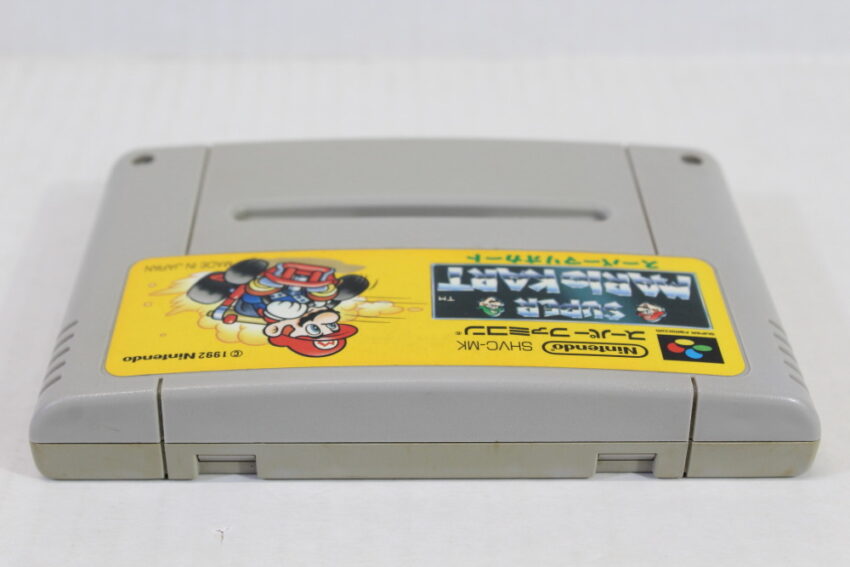 Nintendo®
スーパーファミコン®
SHVC-MK
SUPER
MARIO KART
TM
スーパーマリオカート
© 1992 Nintendo
MADE IN JAPAN